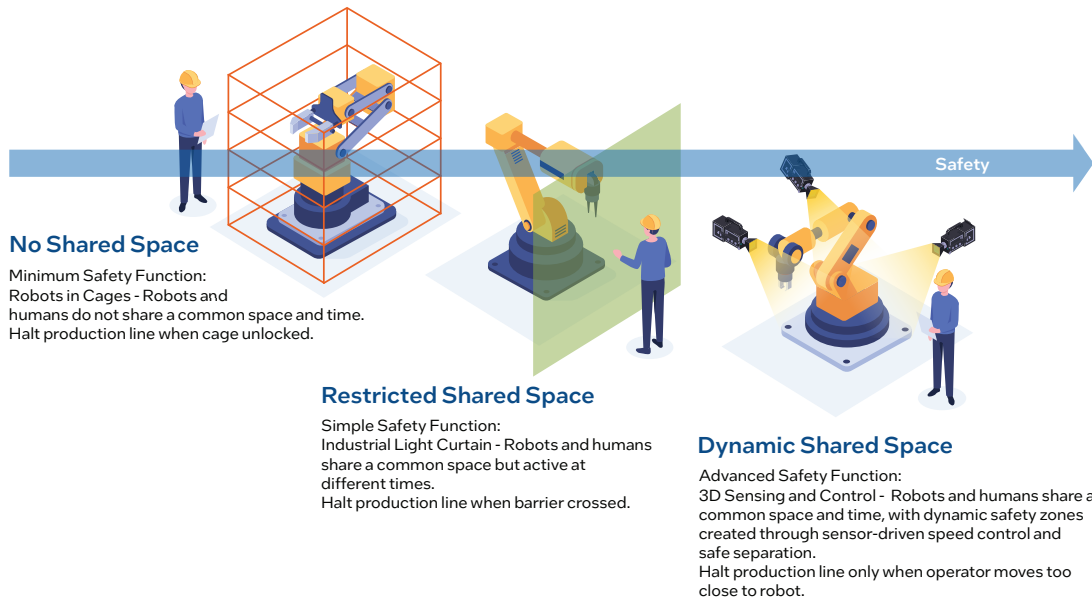 Safety
No Shared Space
Minimum Safety Function:
Robots in Cages - Robots and
humans do not share a common space and time.
Halt production line when cage unlocked.
Restricted Shared Space
Simple Safety Function:
Industrial Light Curtain - Robots and humans
share a common space but active at
different times.
Halt production line when barrier crossed.
Dynamic Shared Space
Advanced Safety Function:
3D Sensing and Control - Robots and humans share a
common space and time, with dynamic safety zones
created through sensor-driven speed control and
safe separation.
Halt production line only when operator moves too
close to robot.